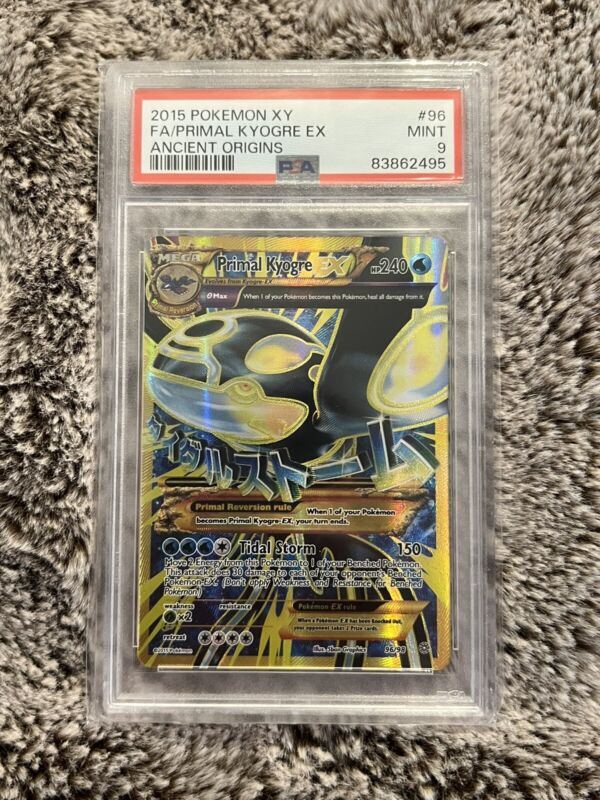 2015 POKEMON XY #96
FA/PRIMAL KYOGRE EX MINT
ANCIENT ORIGINS 9
PSA 83862495
MEGA
Primal Kyogre EX HP240
Evolves from Kyogre-EX
Primal Reversion
Ω Max When 1 of your Pokémon becomes this Pokémon, heal all damage from it.
タイダルストーム
Primal Reversion rule When 1 of your Pokémon
becomes Primal Kyogre-EX, your turn ends.
Tidal Storm 150
Move 2 Energy from this Pokémon to 1 of your Benched Pokémon.
This attack does 30 damage to each of your opponent's Benched
Pokémon-EX. (Don't apply Weakness and Resistance for Benched
Pokémon.)
weakness resistance
×2
Pokémon EX rule
When a Pokémon-EX has been Knocked Out,
your opponent takes 2 Prize cards.
retreat
©2015 Pokémon Illus. 5ban Graphics 96/98